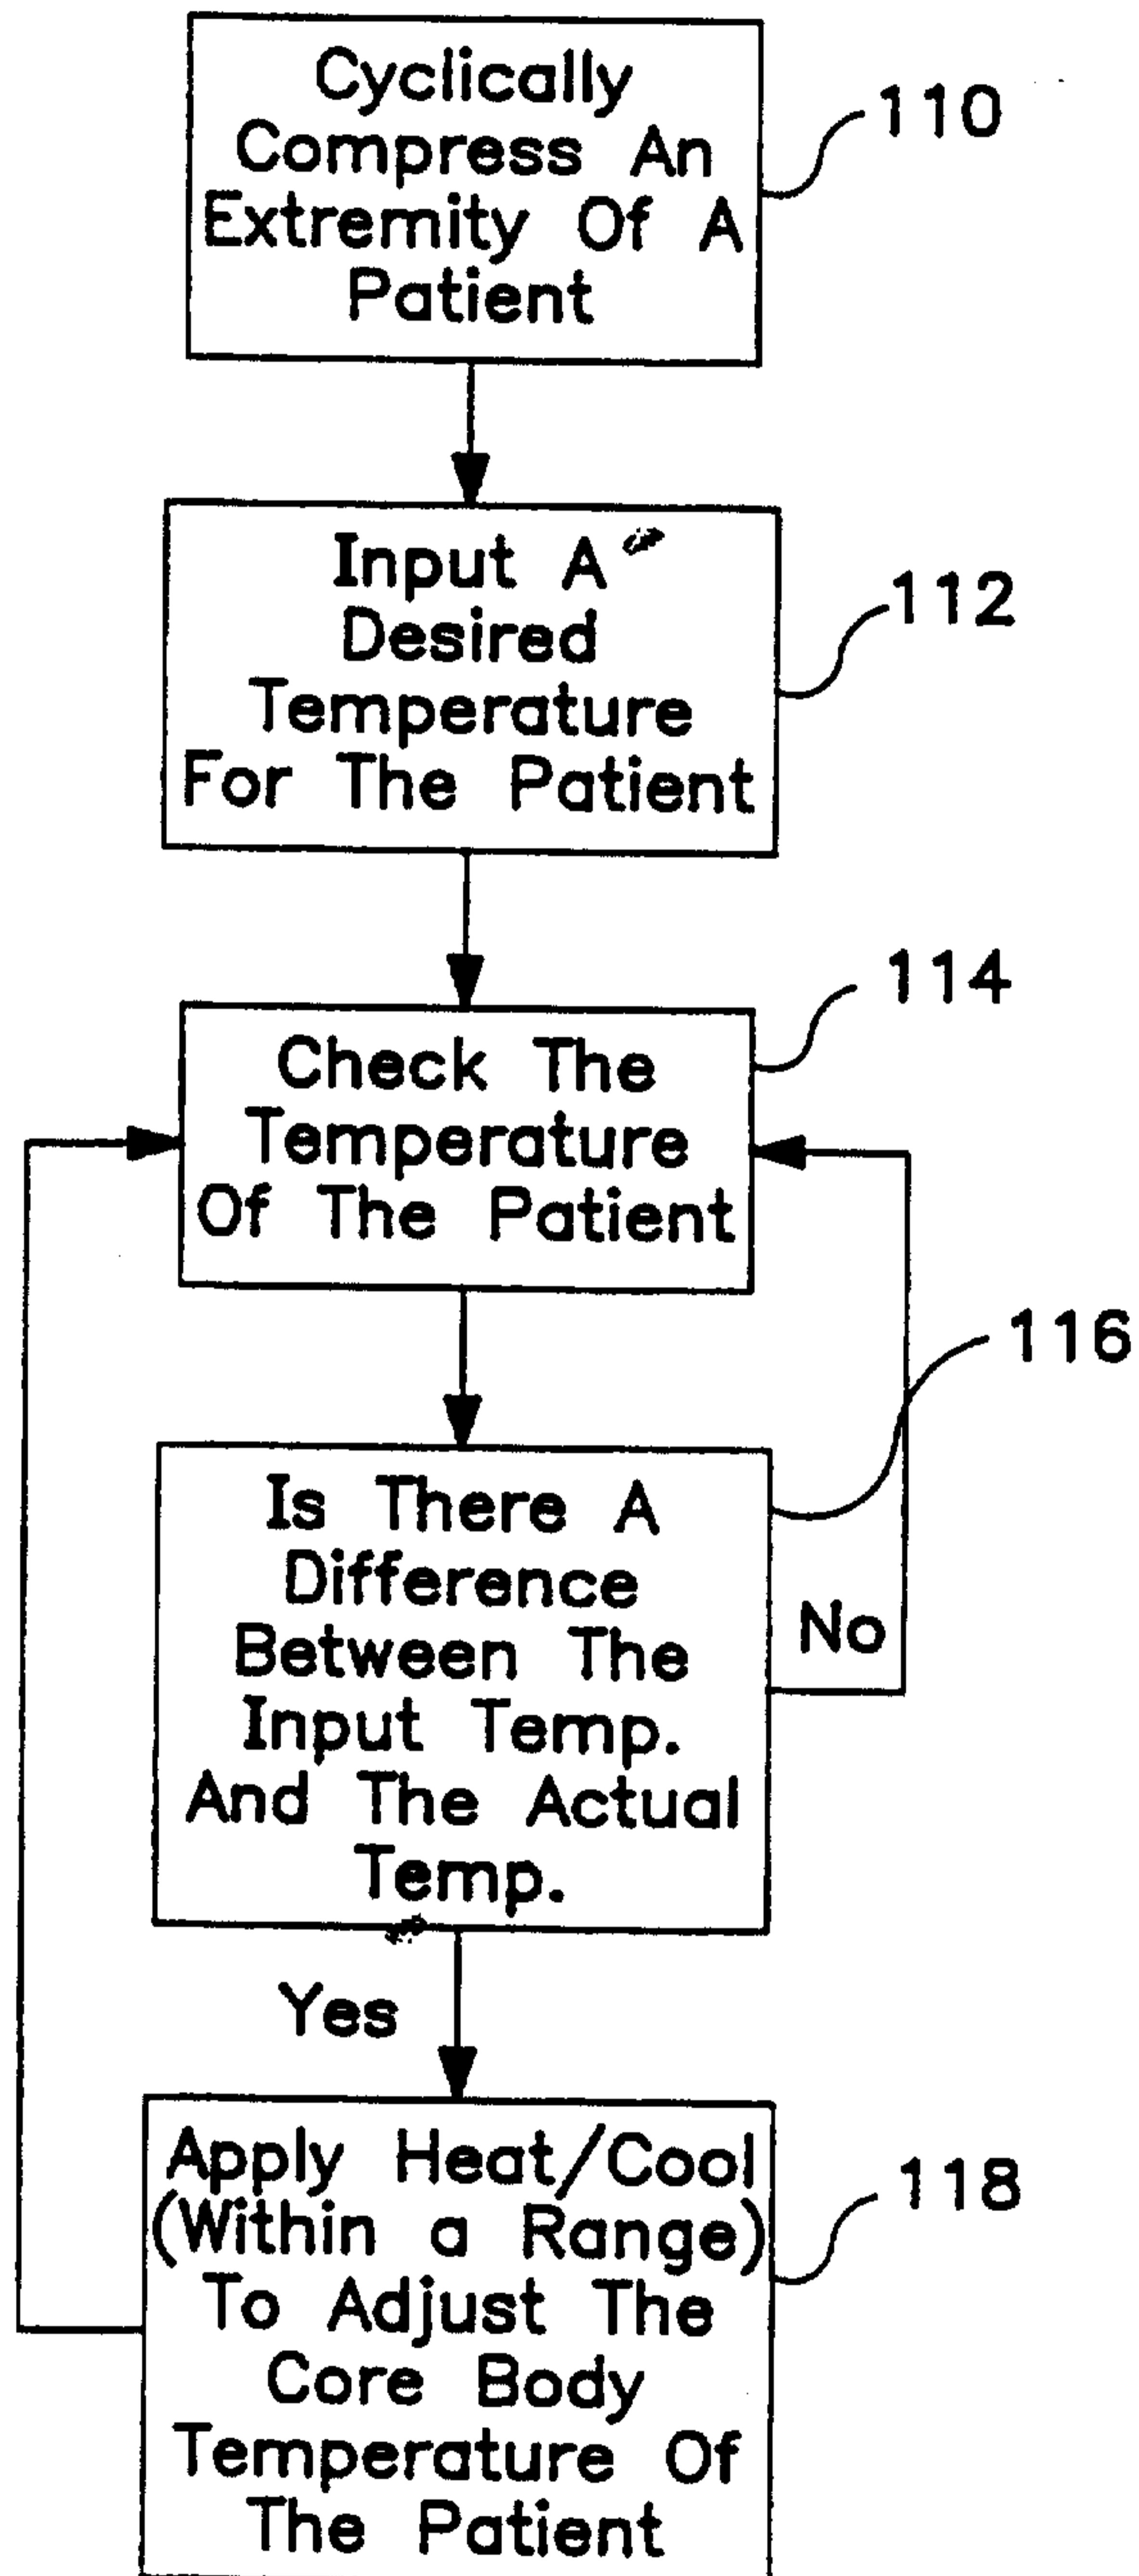 Cyclically
Compress An
Extremity Of A
Patient
110
Input A
Desired
Temperature
For The Patient
112
Check The
Temperature
Of The Patient
114
Is There A
Difference
Between The
Input Temp.
And The Actual
Temp.
116
No
Yes
Apply Heat/Cool
(Within a Range)
To Adjust The
Core Body
Temperature Of
The Patient
118